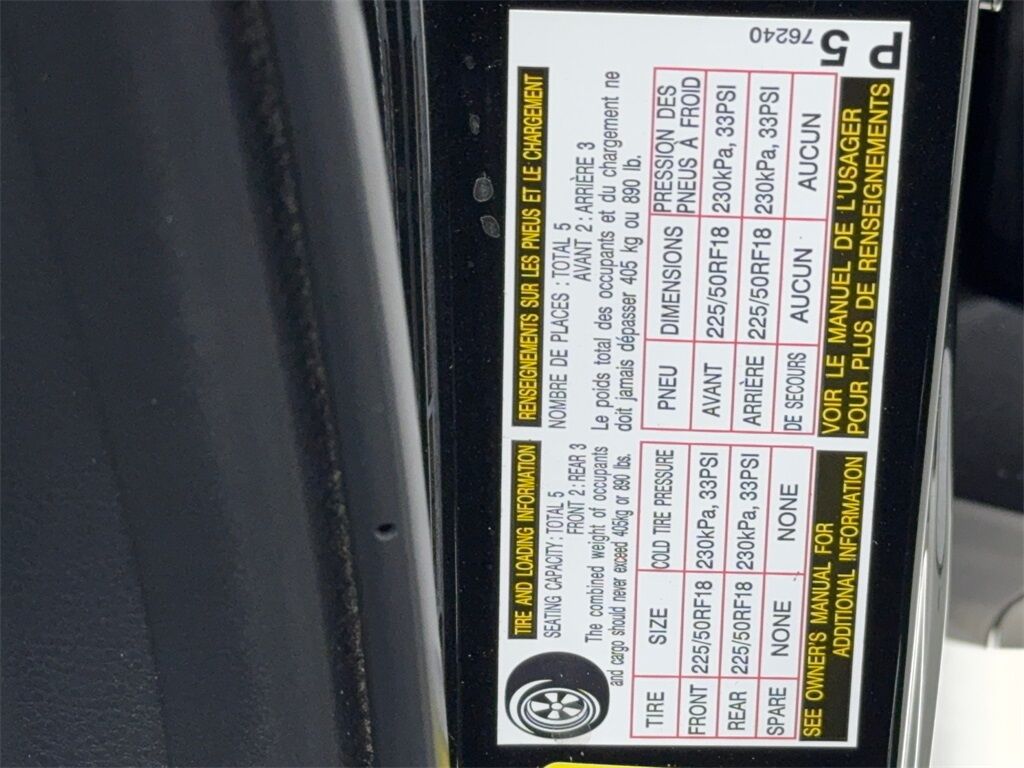 TIRE AND LOADING INFORMATION
SEATING CAPACITY : TOTAL 5
FRONT 2 : REAR 3
The combined weight of occupants
and cargo should never exceed 405kg or 890 lbs.
TIRE SIZE COLD TIRE PRESSURE
FRONT 225/50RF18 230kPa, 33PSI
REAR 225/50RF18 230kPa, 33PSI
SPARE NONE NONE
SEE OWNER'S MANUAL FOR
ADDITIONAL INFORMATION
RENSEIGNEMENTS SUR LES PNEUS ET LE CHARGEMENT
NOMBRE DE PLACES : TOTAL 5
AVANT 2 : ARRIÈRE 3
Le poids total des occupants et du chargement ne
doit jamais dépasser 405 kg ou 890 lb.
PNEU DIMENSIONS PRESSION DES
PNEUS À FROID
AVANT 225/50RF18 230kPa, 33PSI
ARRIÈRE 225/50RF18 230kPa, 33PSI
DE SECOURS AUCUN AUCUN
VOIR LE MANUEL DE L'USAGER
POUR PLUS DE RENSEIGNEMENTS
76240
5